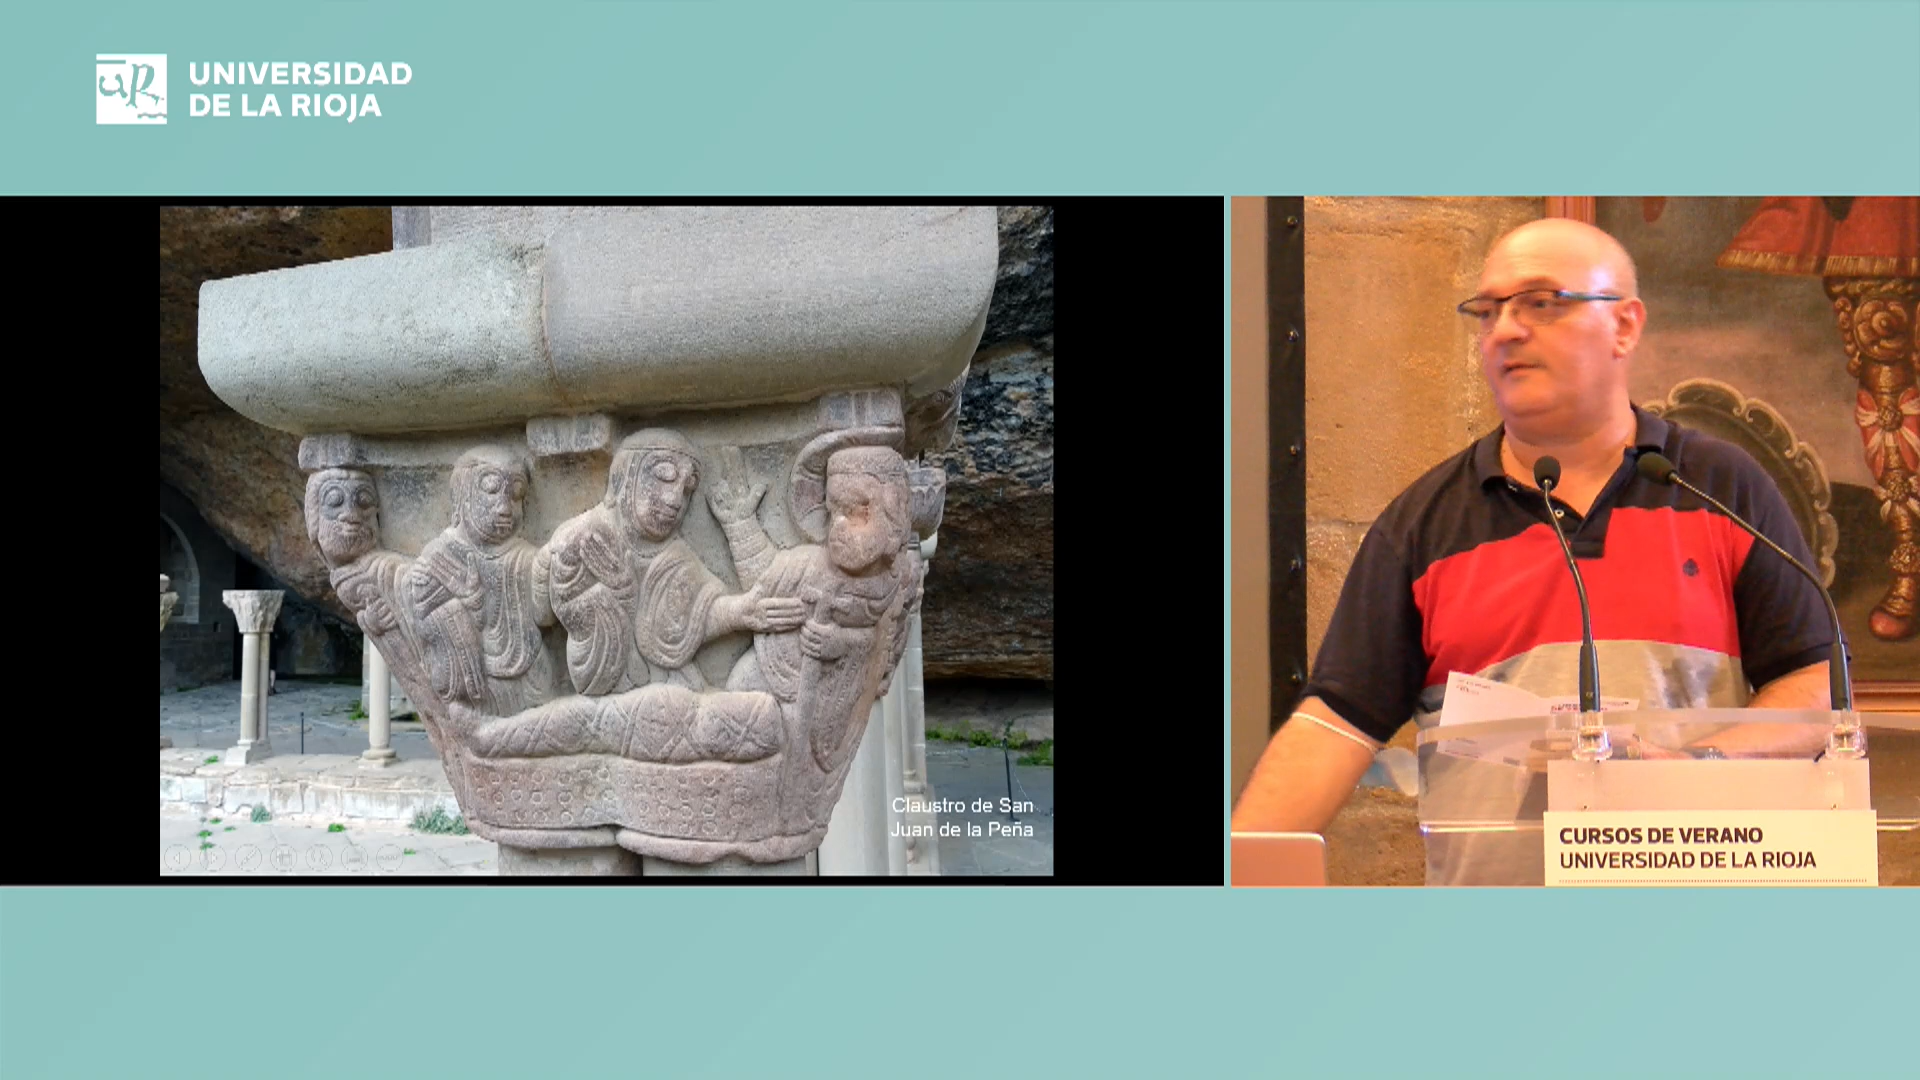 UNIVERSIDAD
DE LA RIOJA
Claustro de San
Juan de la Peña
CURSOS DE VERANO
UNIVERSIDAD DE LA RIOJA